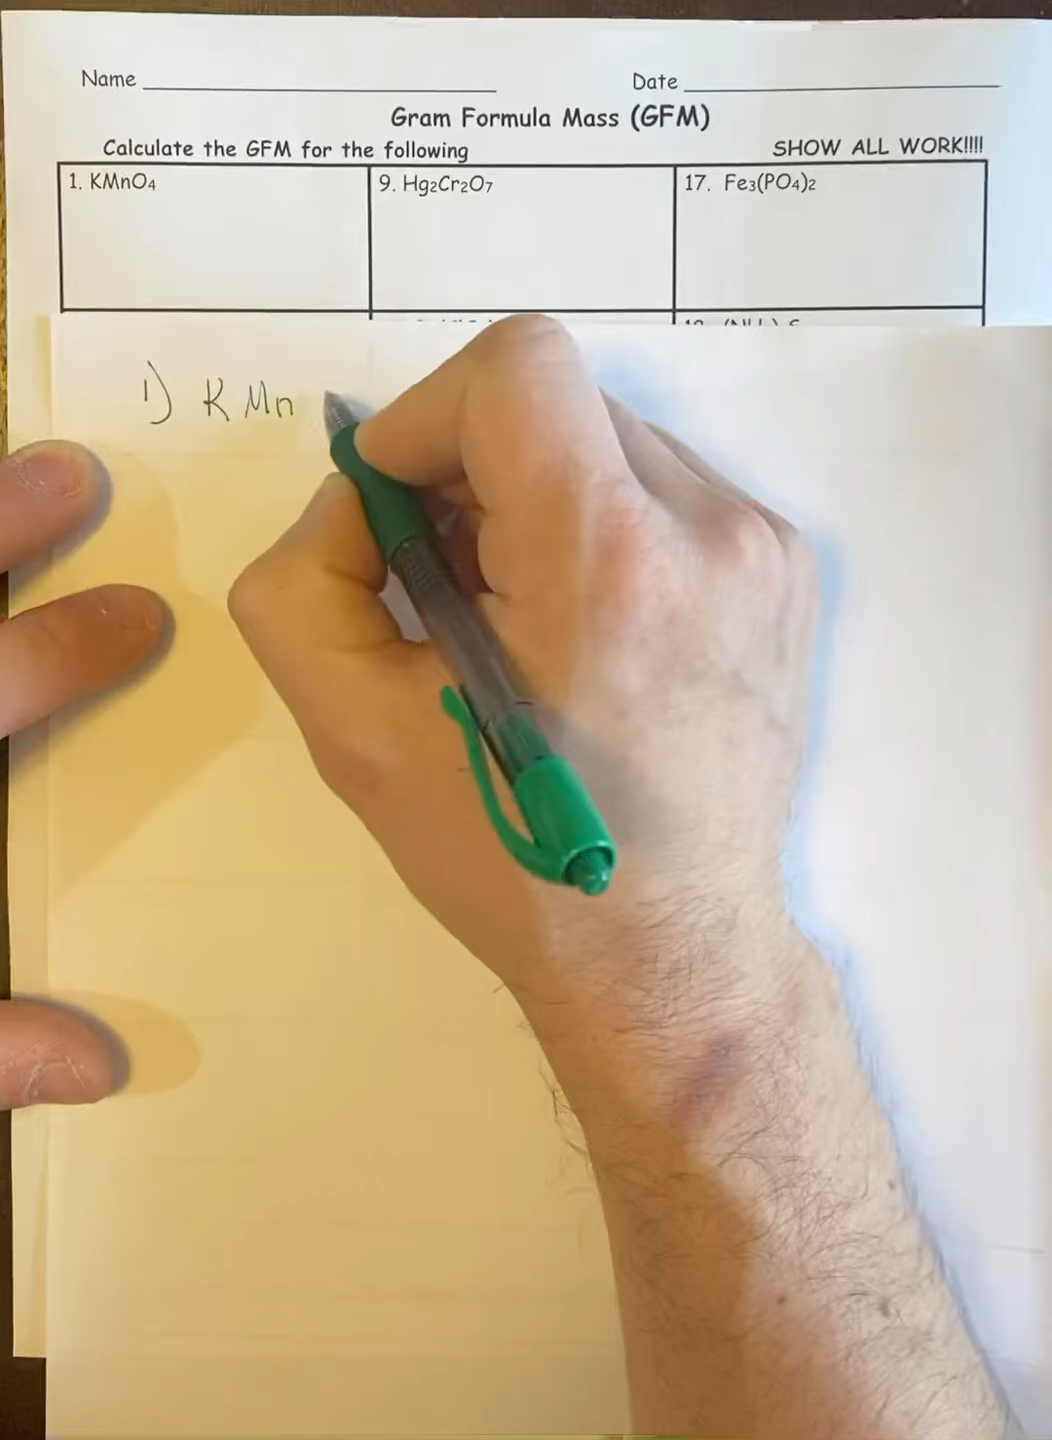 Name Date
Gram Formula Mass (GFM)
Calculate the GFM for the following SHOW ALL WORK!!!!
1. KMnO4 9. Hg2Cr2O7 17. Fe3(PO4)2
1) K Mn